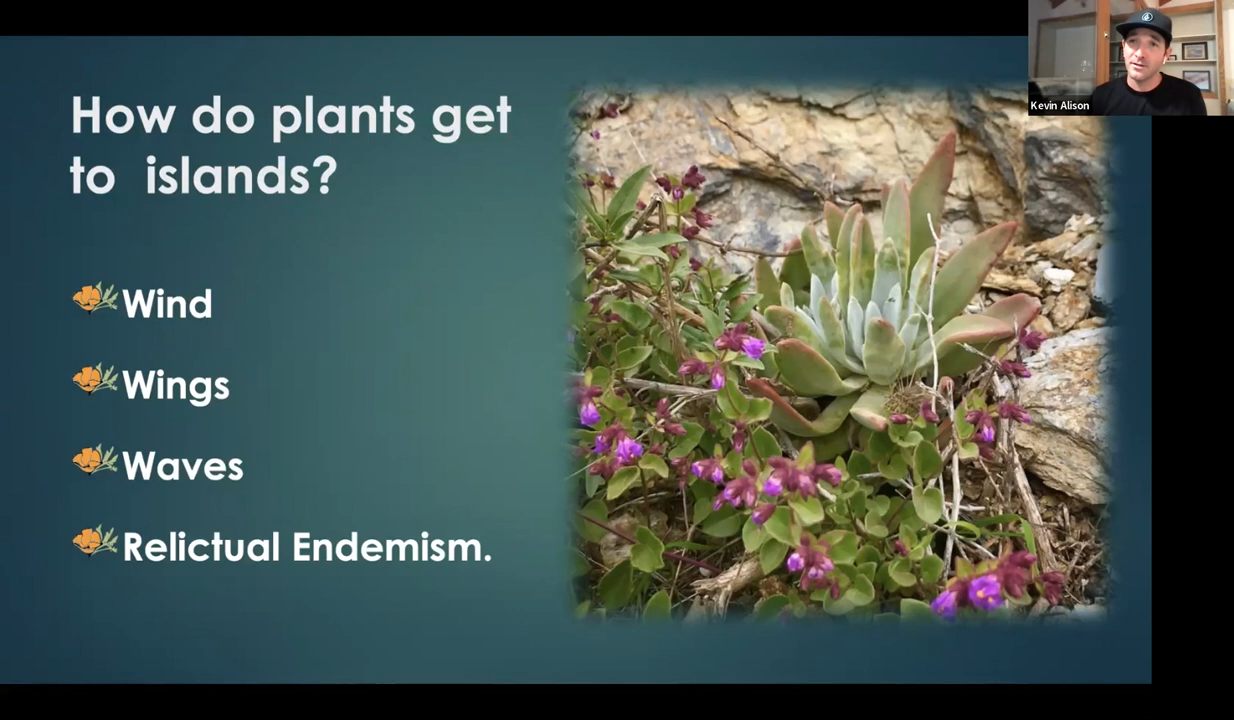 How do plants get
to  islands?
Wind
Wings
Waves
Relictual Endemism.
Kevin Alison